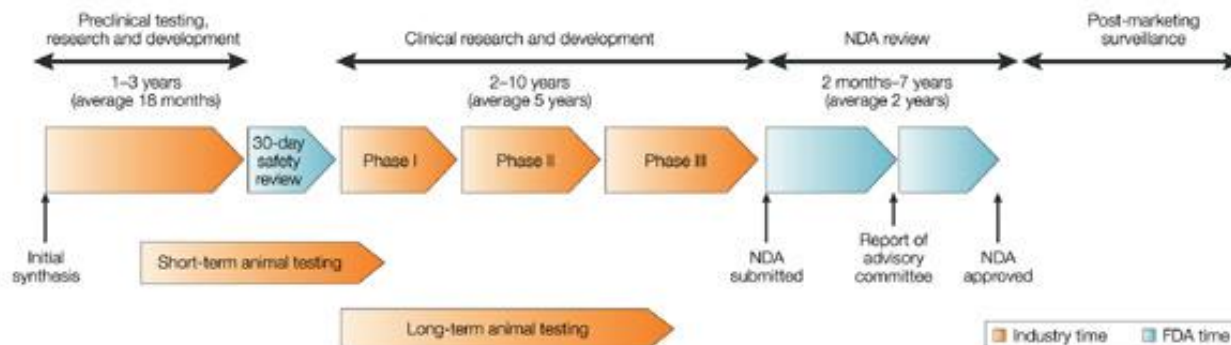 Preclinical testing,
research and development
Clinical research and development
NDA review
Post-marketing
surveillance
1–3 years
(average 18 months)
2–10 years
(average 5 years)
2 months–7 years
(average 2 years)
30-day
safety
review
Phase I
Phase II
Phase III
Initial
synthesis
Short-term animal testing
NDA
submitted
Report of
advisory
committee
NDA
approved
Long-term animal testing
Industry time
FDA time